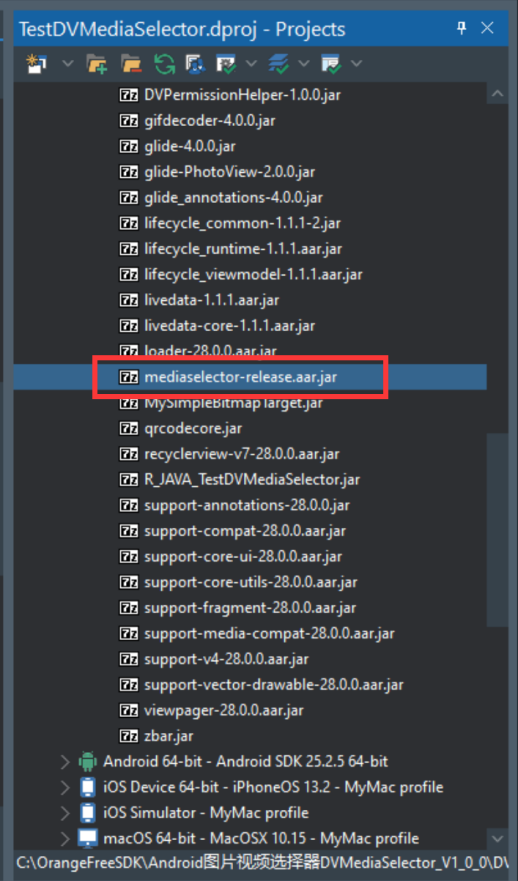 TestDVMediaSelector.dproj - Projects
DVPermissionHelper-1.0.0.jar
gifdecoder-4.0.0.jar
glide-4.0.0.jar
glide-PhotoView-2.0.0.jar
glide_annotations-4.0.0.jar
lifecycle_common-1.1.1-2.jar
lifecycle_runtime-1.1.1.aar.jar
lifecycle_viewmodel-1.1.1.aar.jar
livedata-1.1.1.aar.jar
livedata-core-1.1.1.aar.jar
loader-28.0.0.aar.jar
mediaselector-release.aar.jar
MySimpleBitmapTarget.jar
qrcodecore.jar
recyclerview-v7-28.0.0.aar.jar
R_JAVA_TestDVMediaSelector.jar
support-annotations-28.0.0.jar
support-compat-28.0.0.aar.jar
support-core-ui-28.0.0.aar.jar
support-core-utils-28.0.0.aar.jar
support-fragment-28.0.0.aar.jar
support-media-compat-28.0.0.aar.jar
support-v4-28.0.0.aar.jar
support-vector-drawable-28.0.0.aar.jar
viewpager-28.0.0.aar.jar
zbar.jar
Android 64-bit - Android SDK 25.2.5 64-bit
iOS Device 64-bit - iPhoneOS 13.2 - MyMac profile
iOS Simulator - MyMac profile
macOS 64-bit - MacOSX 10.15 - MyMac profile
C:\OrangeFreeSDK\Android图片视频选择器DVMediaSelector_V1_0_0\DV